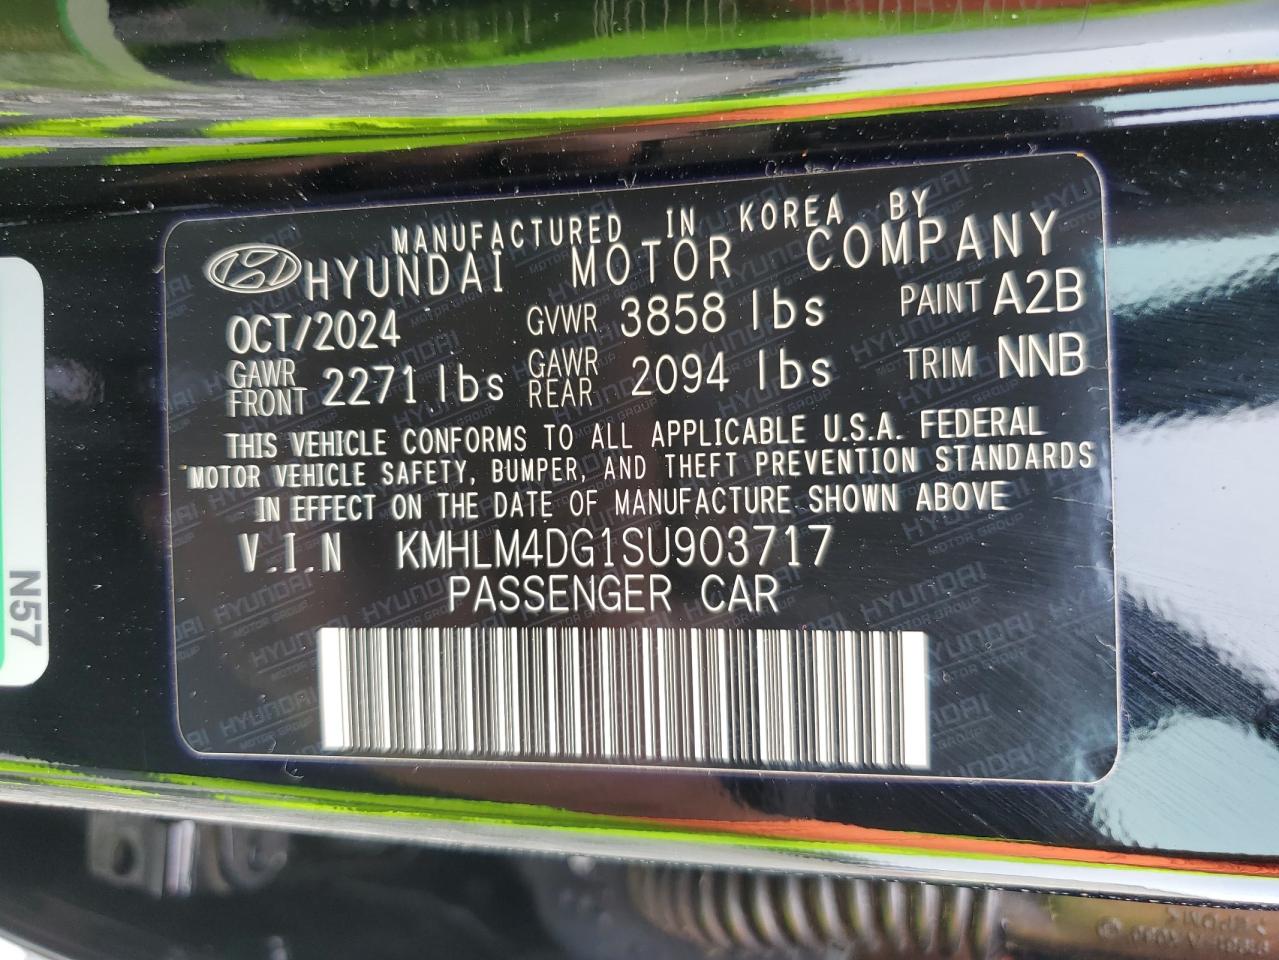 MANUFACTURED IN KOREA BY
HYUNDAI MOTOR COMPANY
OCT/2024 GVWR 3858 lbs PAINT A2B
GAWR FRONT 2271 lbs GAWR REAR 2094 lbs TRIM NNB
THIS VEHICLE CONFORMS TO ALL APPLICABLE U.S.A. FEDERAL
MOTOR VEHICLE SAFETY, BUMPER, AND THEFT PREVENTION STANDARDS
IN EFFECT ON THE DATE OF MANUFACTURE SHOWN ABOVE
V.I.N KMHLM4DG1SU903717
PASSENGER CAR
N57